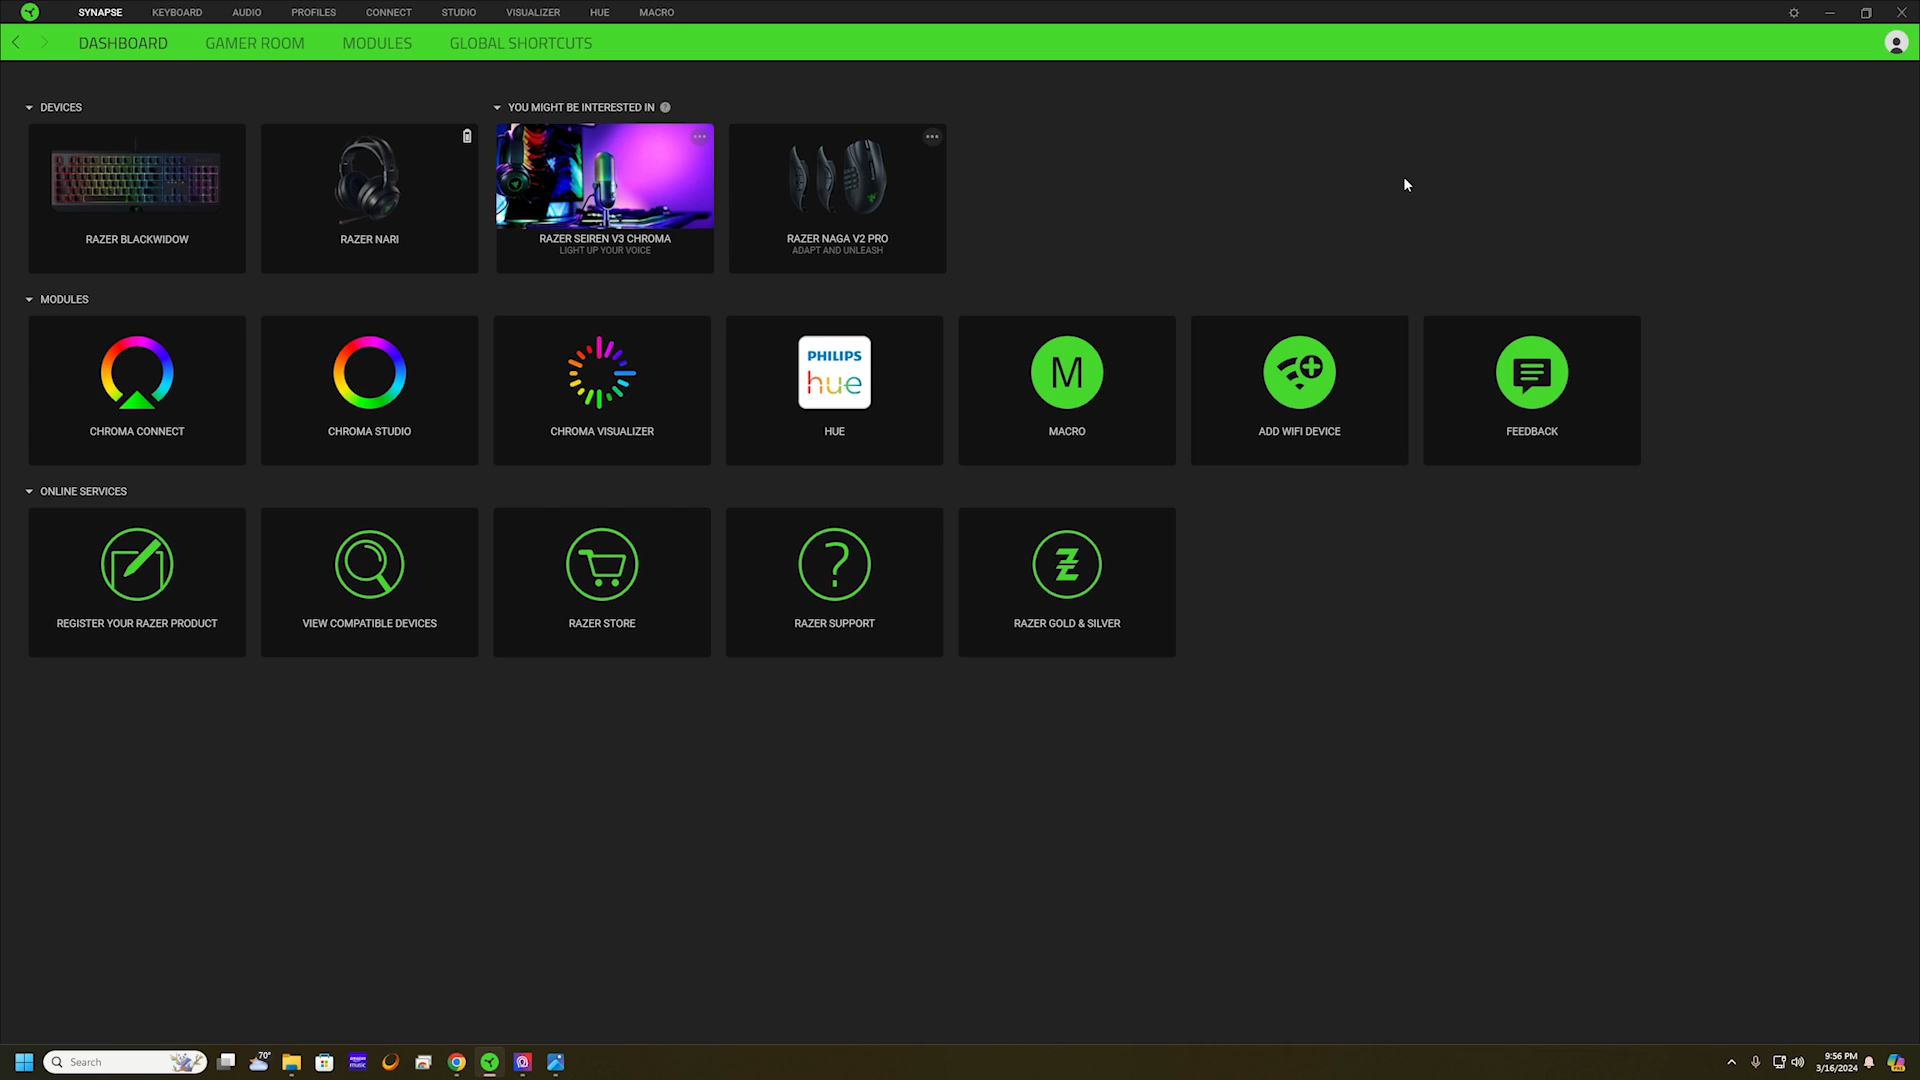 SYNAPSE KEYBOARD AUDIO PROFILES CONNECT STUDIO VISUALIZER HUE MACRO
DASHBOARD GAMER ROOM MODULES GLOBAL SHORTCUTS
DEVICES
YOU MIGHT BE INTERESTED IN ?
RAZER BLACKWIDOW
RAZER NARI
RAZER SEIREN V3 CHROMA
LIGHT UP YOUR VOICE
RAZER NAGA V2 PRO
ADAPT AND UNLEASH
MODULES
CHROMA CONNECT
CHROMA STUDIO
CHROMA VISUALIZER
PHILIPS
hue
HUE
M
MACRO
ADD WIFI DEVICE
FEEDBACK
ONLINE SERVICES
REGISTER YOUR RAZER PRODUCT
VIEW COMPATIBLE DEVICES
RAZER STORE
?
RAZER SUPPORT
RAZER GOLD & SILVER
Search
70°
amazon
music
9:56 PM
3/16/2024
PRE